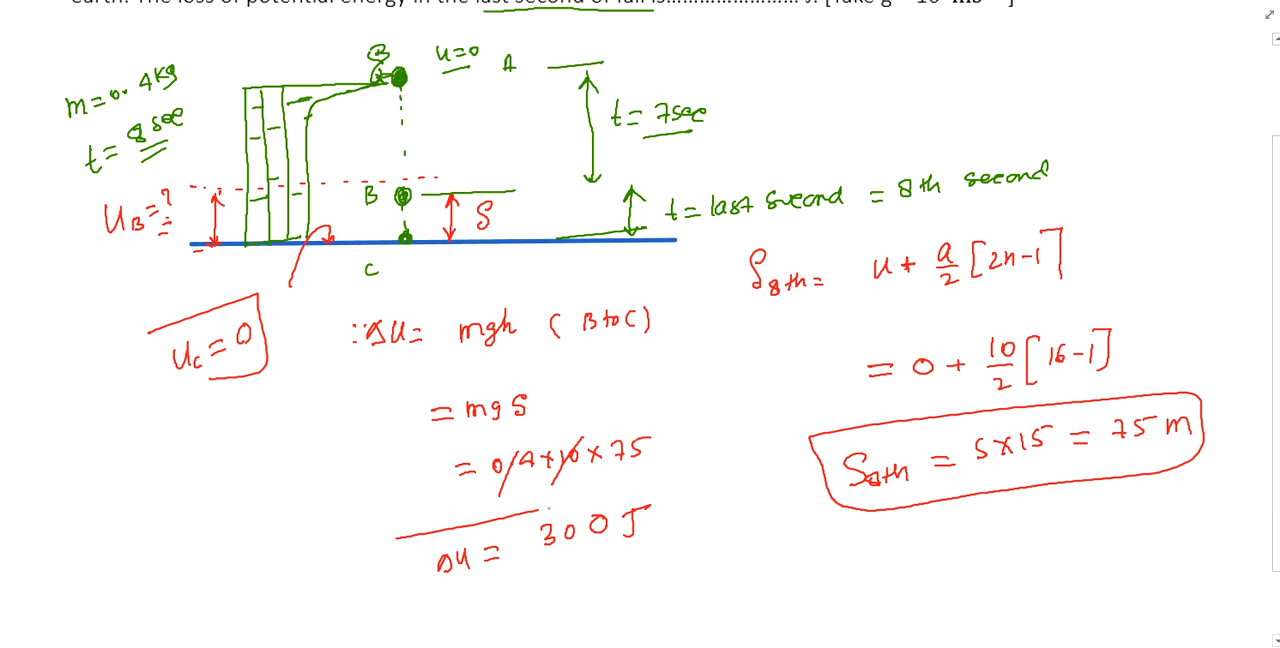 earth. The loss of potential energy in the last second of fall is........................ J. [Take g = 10 ms⁻²]
u=0 A
m=0.4kg
t=8sec
t=7sec
B S
U_B=?
t=last second = 8th second
C
S_8th= u+ a/2 [2n-1]
U_C=0
∵ΔU= mgh (B to C)
= 0+ 10/2 [16-1]
= mgS
S_8th = 5×15 = 75m
= 0.4×10×75
ΔU= 300J